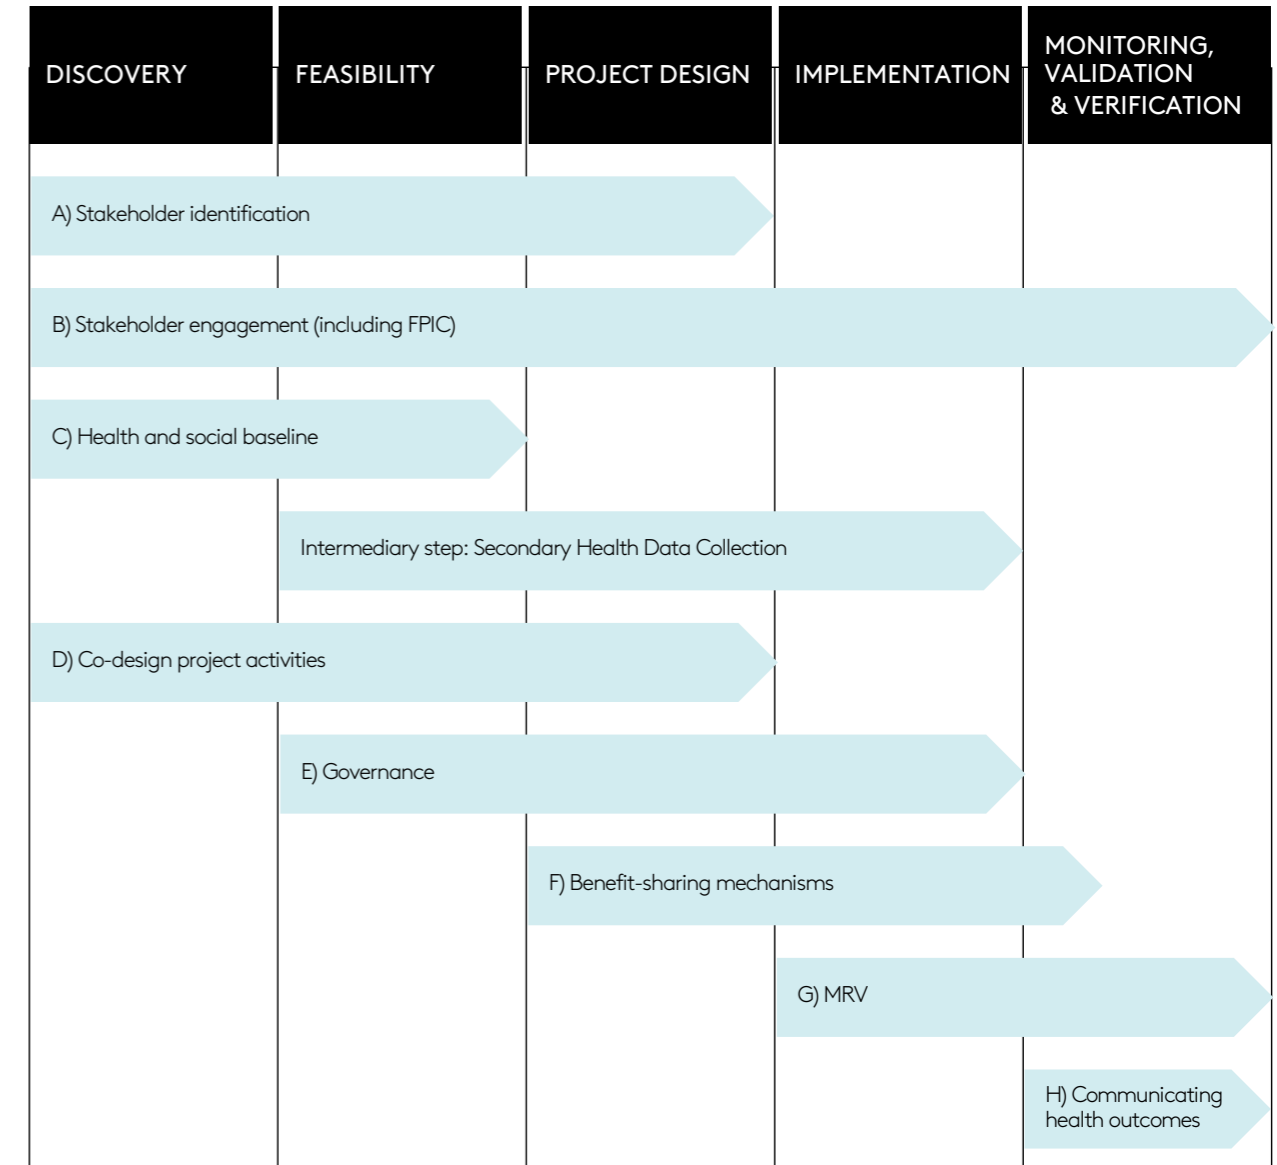 DISCOVERY
FEASIBILITY
PROJECT DESIGN
IMPLEMENTATION
MONITORING,
VALIDATION
& VERIFICATION
A) Stakeholder identification
B) Stakeholder engagement (including FPIC)
C) Health and social baseline
Intermediary step: Secondary Health Data Collection
D) Co-design project activities
E) Governance
F) Benefit-sharing mechanisms
G) MRV
H) Communicating
health outcomes